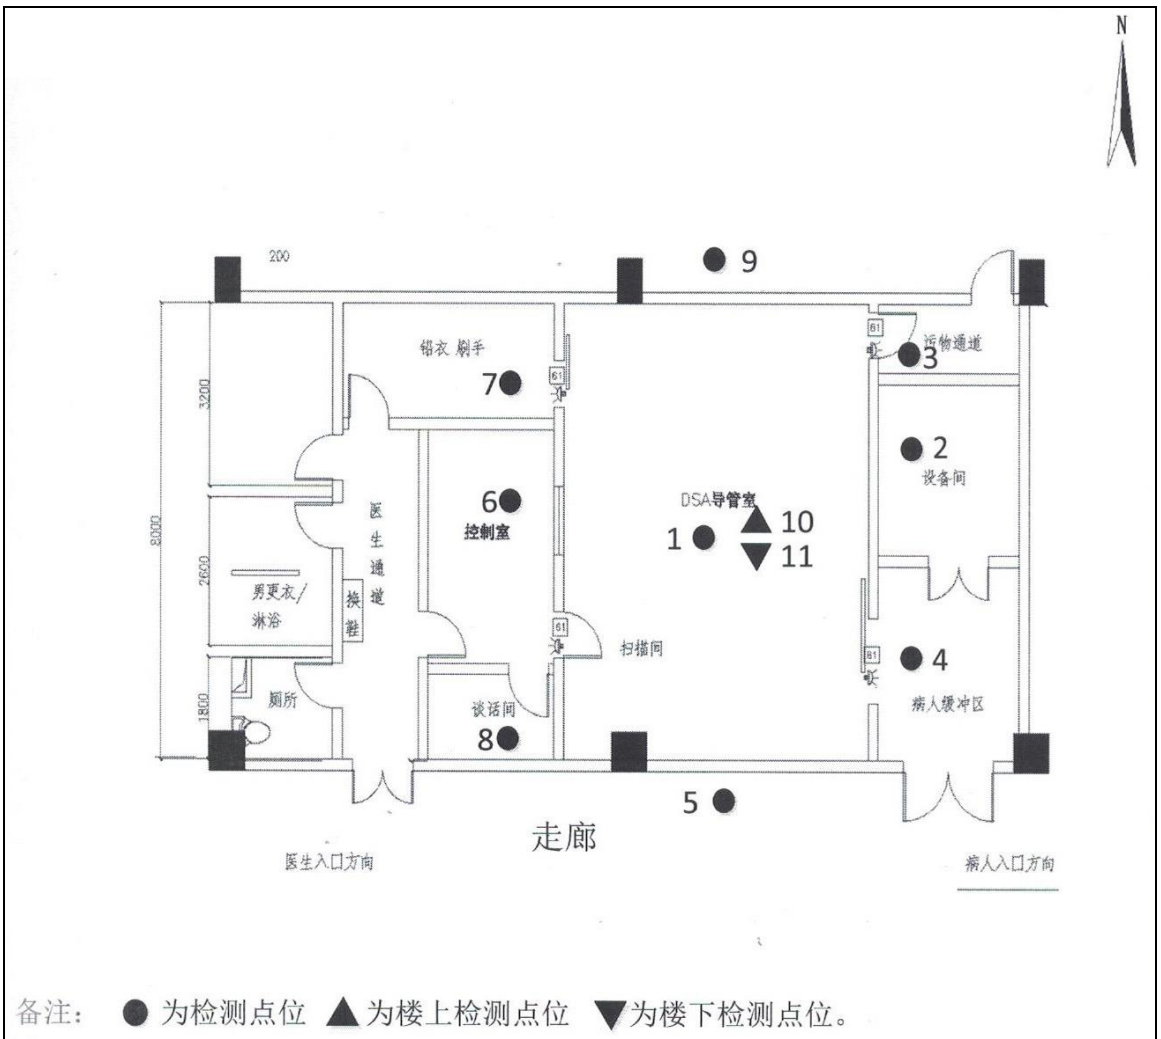 N
200
9
铅衣 刷手
61
61
污物通道
3
3200
7
2
设备间
DSA导管室
6
控制室
1
10
11
医生通道
8000
2600
男更衣/
淋浴
换鞋
61
扫描间
61
4
1800
厕所
谈话间
8
病人缓冲区
5
走廊
医生入口方向
病人入口方向
备注: 为检测点位 为楼上检测点位 为楼下检测点位。